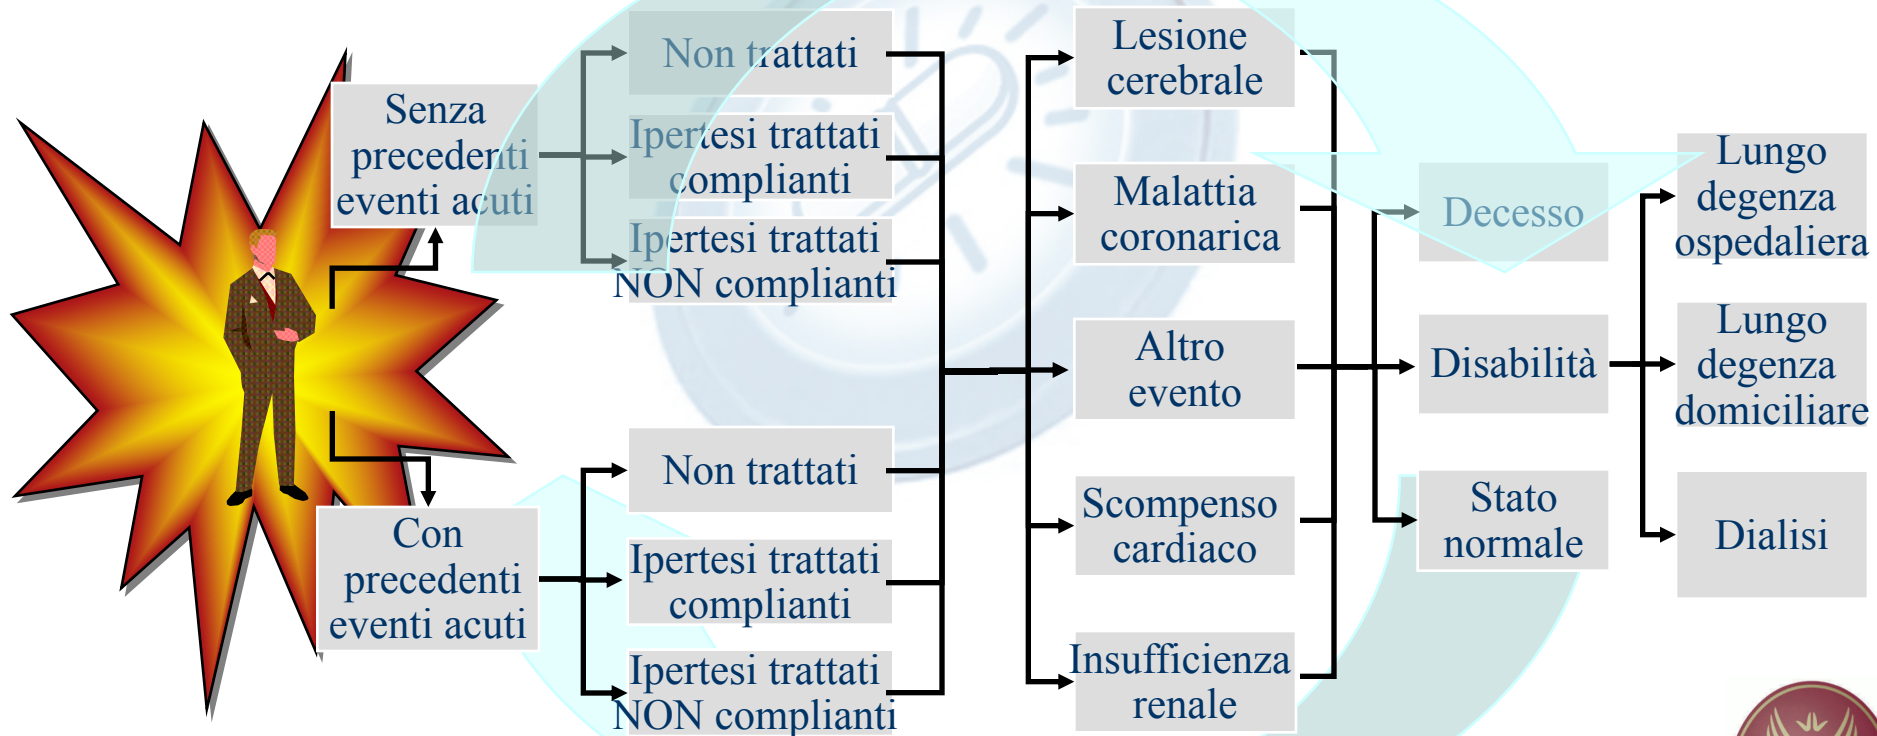 Senza
precedenti
eventi acuti
Con
precedenti
eventi acuti
Non trattati
Ipertesi trattati
complianti
Ipertesi trattati
NON complianti
Non trattati
Ipertesi trattati
complianti
Ipertesi trattati
NON complianti
Lesione
cerebrale
Malattia
coronarica
Altro
evento
Scompenso
cardiaco
Insufficienza
renale
Decesso
Disabilità
Stato
normale
Lungo
degenza
ospedaliera
Lungo
degenza
domiciliare
Dialisi